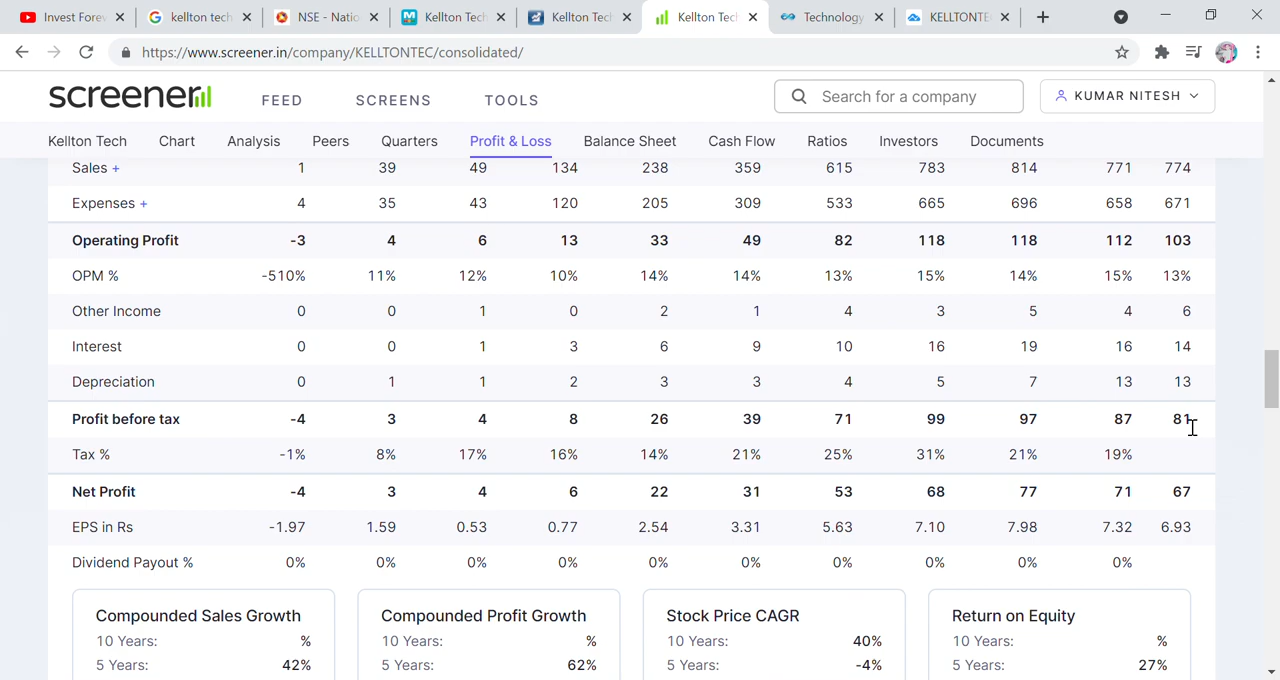 Invest Forev
kellton tech
NSE - Natio
Kellton Tech
Kellton Tech
Kellton Tech
Technology
KELLTONTE
https://www.screener.in/company/KELLTONTEC/consolidated/
screener
FEED
SCREENS
TOOLS
Search for a company
KUMAR NITESH
Kellton Tech Chart Analysis Peers Quarters Profit & Loss Balance Sheet Cash Flow Ratios Investors Documents
Sales + 1 39 49 134 238 359 615 783 814 771 774
Expenses + 4 35 43 120 205 309 533 665 696 658 671
Operating Profit -3 4 6 13 33 49 82 118 118 112 103
OPM % -510% 11% 12% 10% 14% 14% 13% 15% 14% 15% 13%
Other Income 0 0 1 0 2 1 4 3 5 4 6
Interest 0 0 1 3 6 9 10 16 19 16 14
Depreciation 0 1 1 2 3 3 4 5 7 13 13
Profit before tax -4 3 4 8 26 39 71 99 97 87 81
Tax % -1% 8% 17% 16% 14% 21% 25% 31% 21% 19%
Net Profit -4 3 4 6 22 31 53 68 77 71 67
EPS in Rs -1.97 1.59 0.53 0.77 2.54 3.31 5.63 7.10 7.98 7.32 6.93
Dividend Payout % 0% 0% 0% 0% 0% 0% 0% 0% 0% 0%
Compounded Sales Growth
10 Years: %
5 Years: 42%
Compounded Profit Growth
10 Years: %
5 Years: 62%
Stock Price CAGR
10 Years: 40%
5 Years: -4%
Return on Equity
10 Years: %
5 Years: 27%